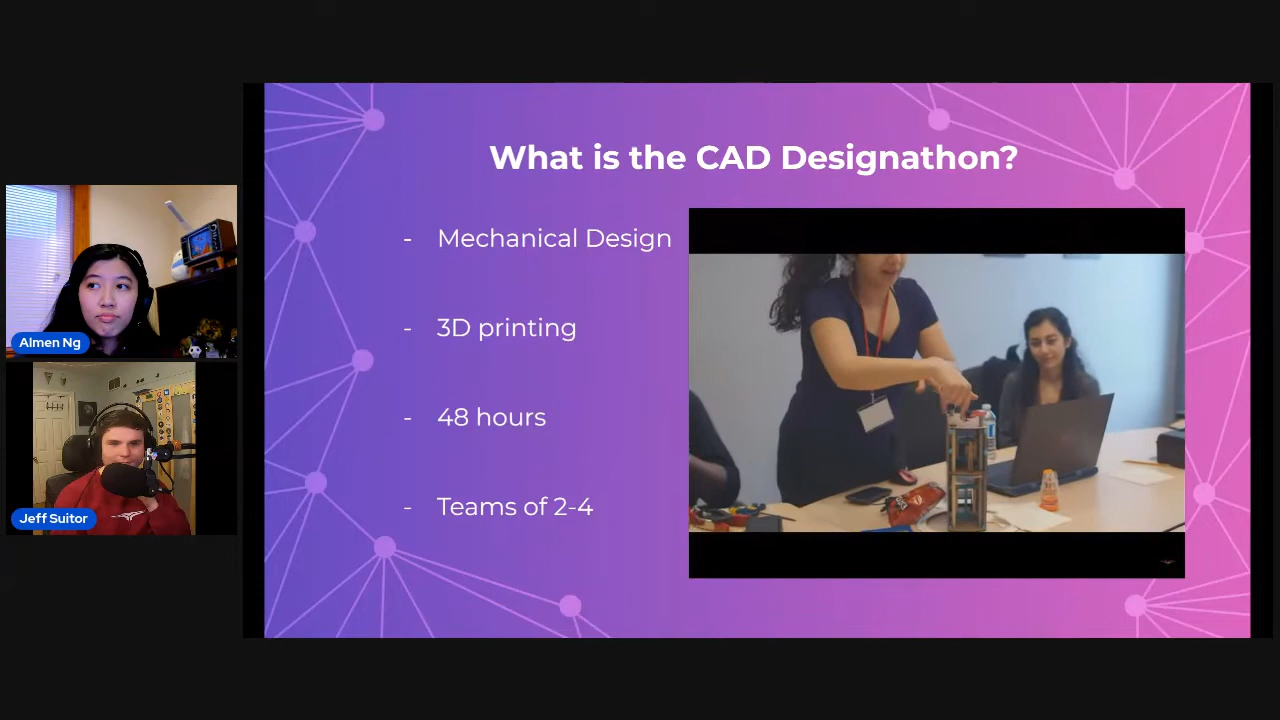 What is the CAD Designathon?
- Mechanical Design
- 3D printing
- 48 hours
- Teams of 2-4
Almen Ng
Jeff Suitor